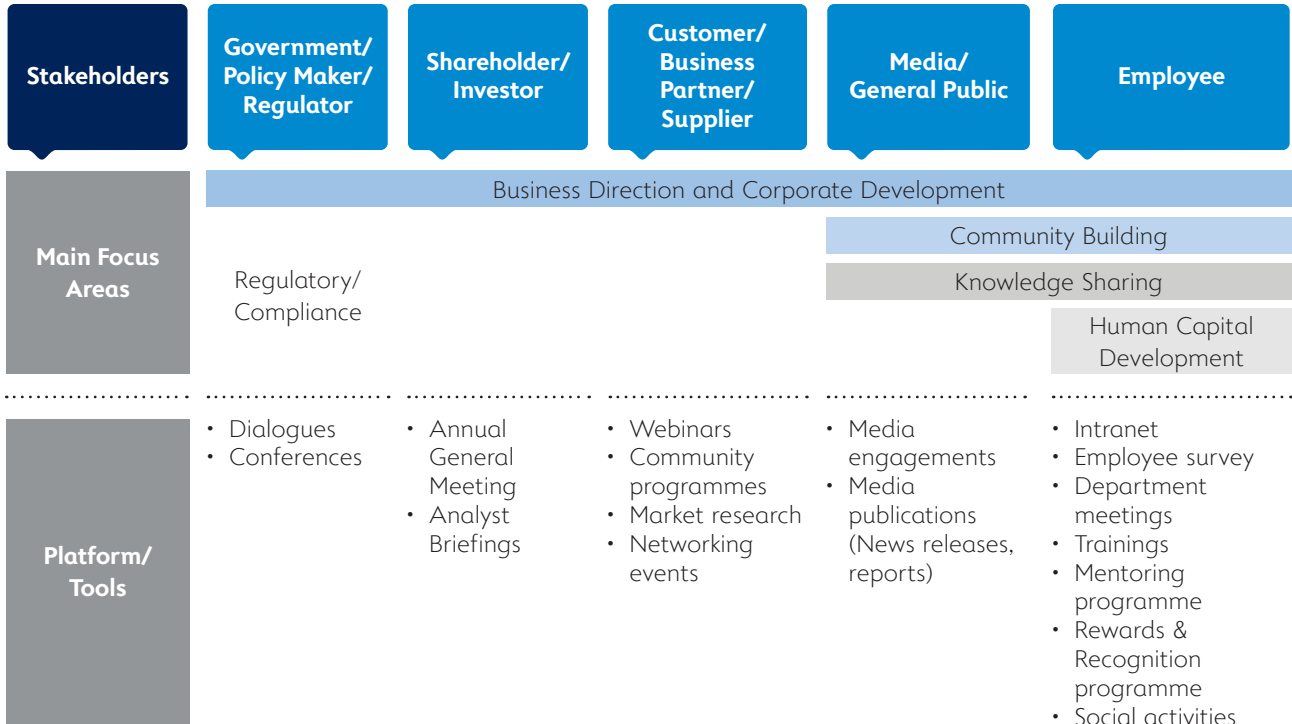 Stakeholders
Government/
Policy Maker/
Regulator
Shareholder/
Investor
Customer/
Business
Partner/
Supplier
Media/
General Public
Employee
Main Focus
Areas
Business Direction and Corporate Development
Community Building
Knowledge Sharing
Regulatory/
Compliance
Human Capital
Development
Platform/
Tools
• Dialogues
• Conferences
• Annual
General
Meeting
• Analyst
Briefings
• Webinars
• Community
programmes
• Market research
• Networking
events
• Media
engagements
• Media
publications
(News releases,
reports)
• Intranet
• Employee survey
• Department
meetings
• Trainings
• Mentoring
programme
• Rewards &
Recognition
programme
• Social activities